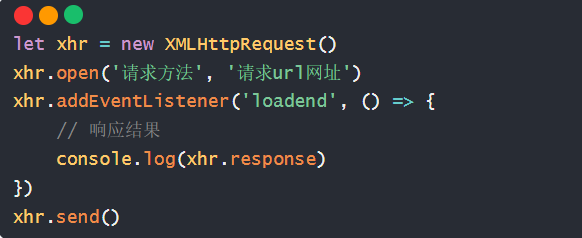 let xhr = new XMLHttpRequest()
xhr.open('请求方法', '请求url网址')
xhr.addEventListener('loadend', () => {
    // 响应结果
    console.log(xhr.response)
})
xhr.send()